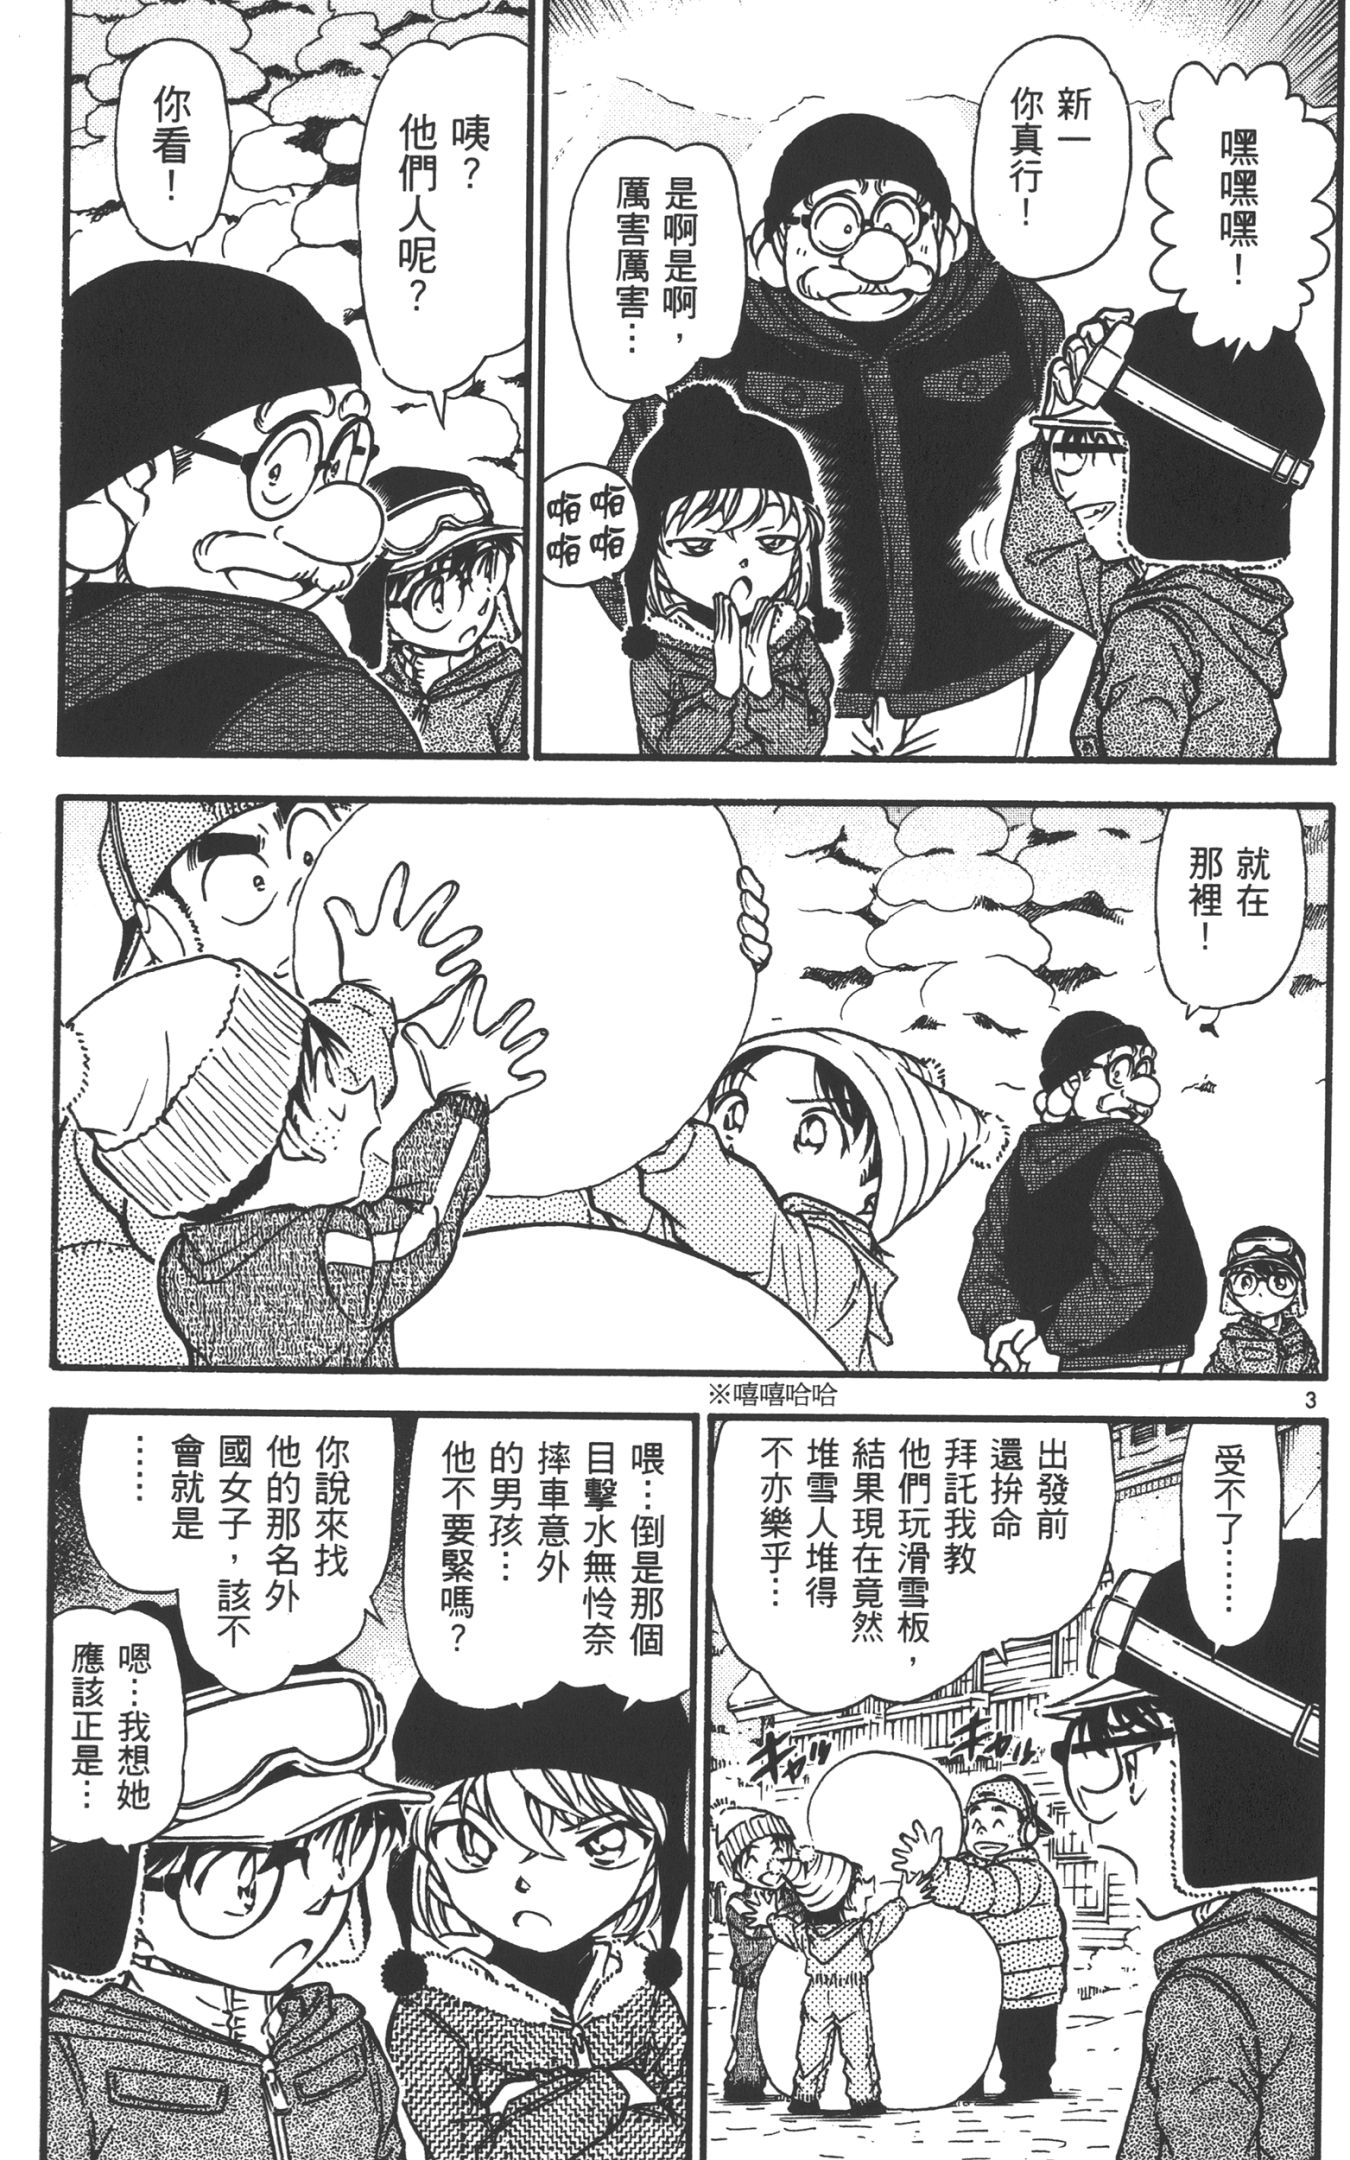 嘿嘿嘿!
新一
你真行!
是啊是啊,
厲害厲害…
啪啪
啪啪
咦?
他們人呢?
你看!
就在
那裡!
※嘻嘻哈哈
3
受不了……
出發前
還拚命
拜託我教
他們玩滑雪板,
結果現在竟然
堆雪人堆得
不亦樂乎…
キャッ
キャッ
喂…倒是那個
目擊水無怜奈
摔車意外
的男孩…
他不要緊嗎?
你說來找
他的那名外
國女子,該不
會就是
……
嗯…我想她
應該正是…